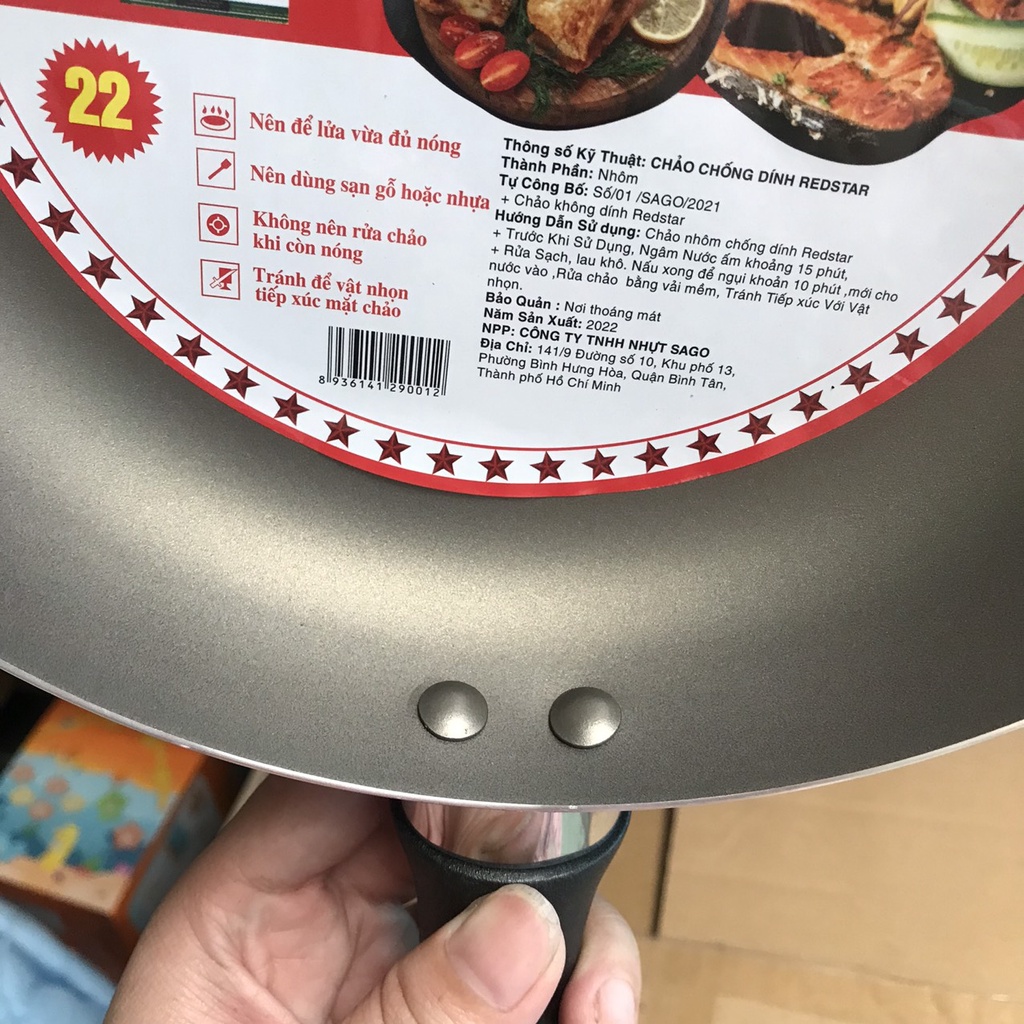 22
Nên để lửa vừa đủ nóng
Nên dùng sạn gỗ hoặc nhựa
Không nên rửa chảo
khi còn nóng
Tránh để vật nhọn
tiếp xúc mặt chảo
8 936141 290012
Thông số Kỹ Thuật: CHẢO CHỐNG DÍNH REDSTAR
Thành Phần: Nhôm
Tự Công Bố: Số/01 /SAGO/2021
+ Chảo không dính Redstar
Hướng Dẫn Sử dụng: Chảo nhôm chống dính Redstar
+ Trước Khi Sử Dụng, Ngâm Nước ấm khoảng 15 phút,
+ Rửa Sạch, lau khô. Nấu xong để ngụi khoản 10 phút ,mới cho
nước vào ,Rửa chảo bằng vải mềm, Tránh Tiếp xúc Với Vật
nhọn.
Bảo Quản : Nơi thoáng mát
Năm Sản Xuất: 2022
NPP: CÔNG TY TNHH NHỰT SAGO
Địa Chỉ: 141/9 Đường số 10, Khu phố 13,
Phường Bình Hưng Hòa, Quận Bình Tân,
Thành phố Hồ Chí Minh